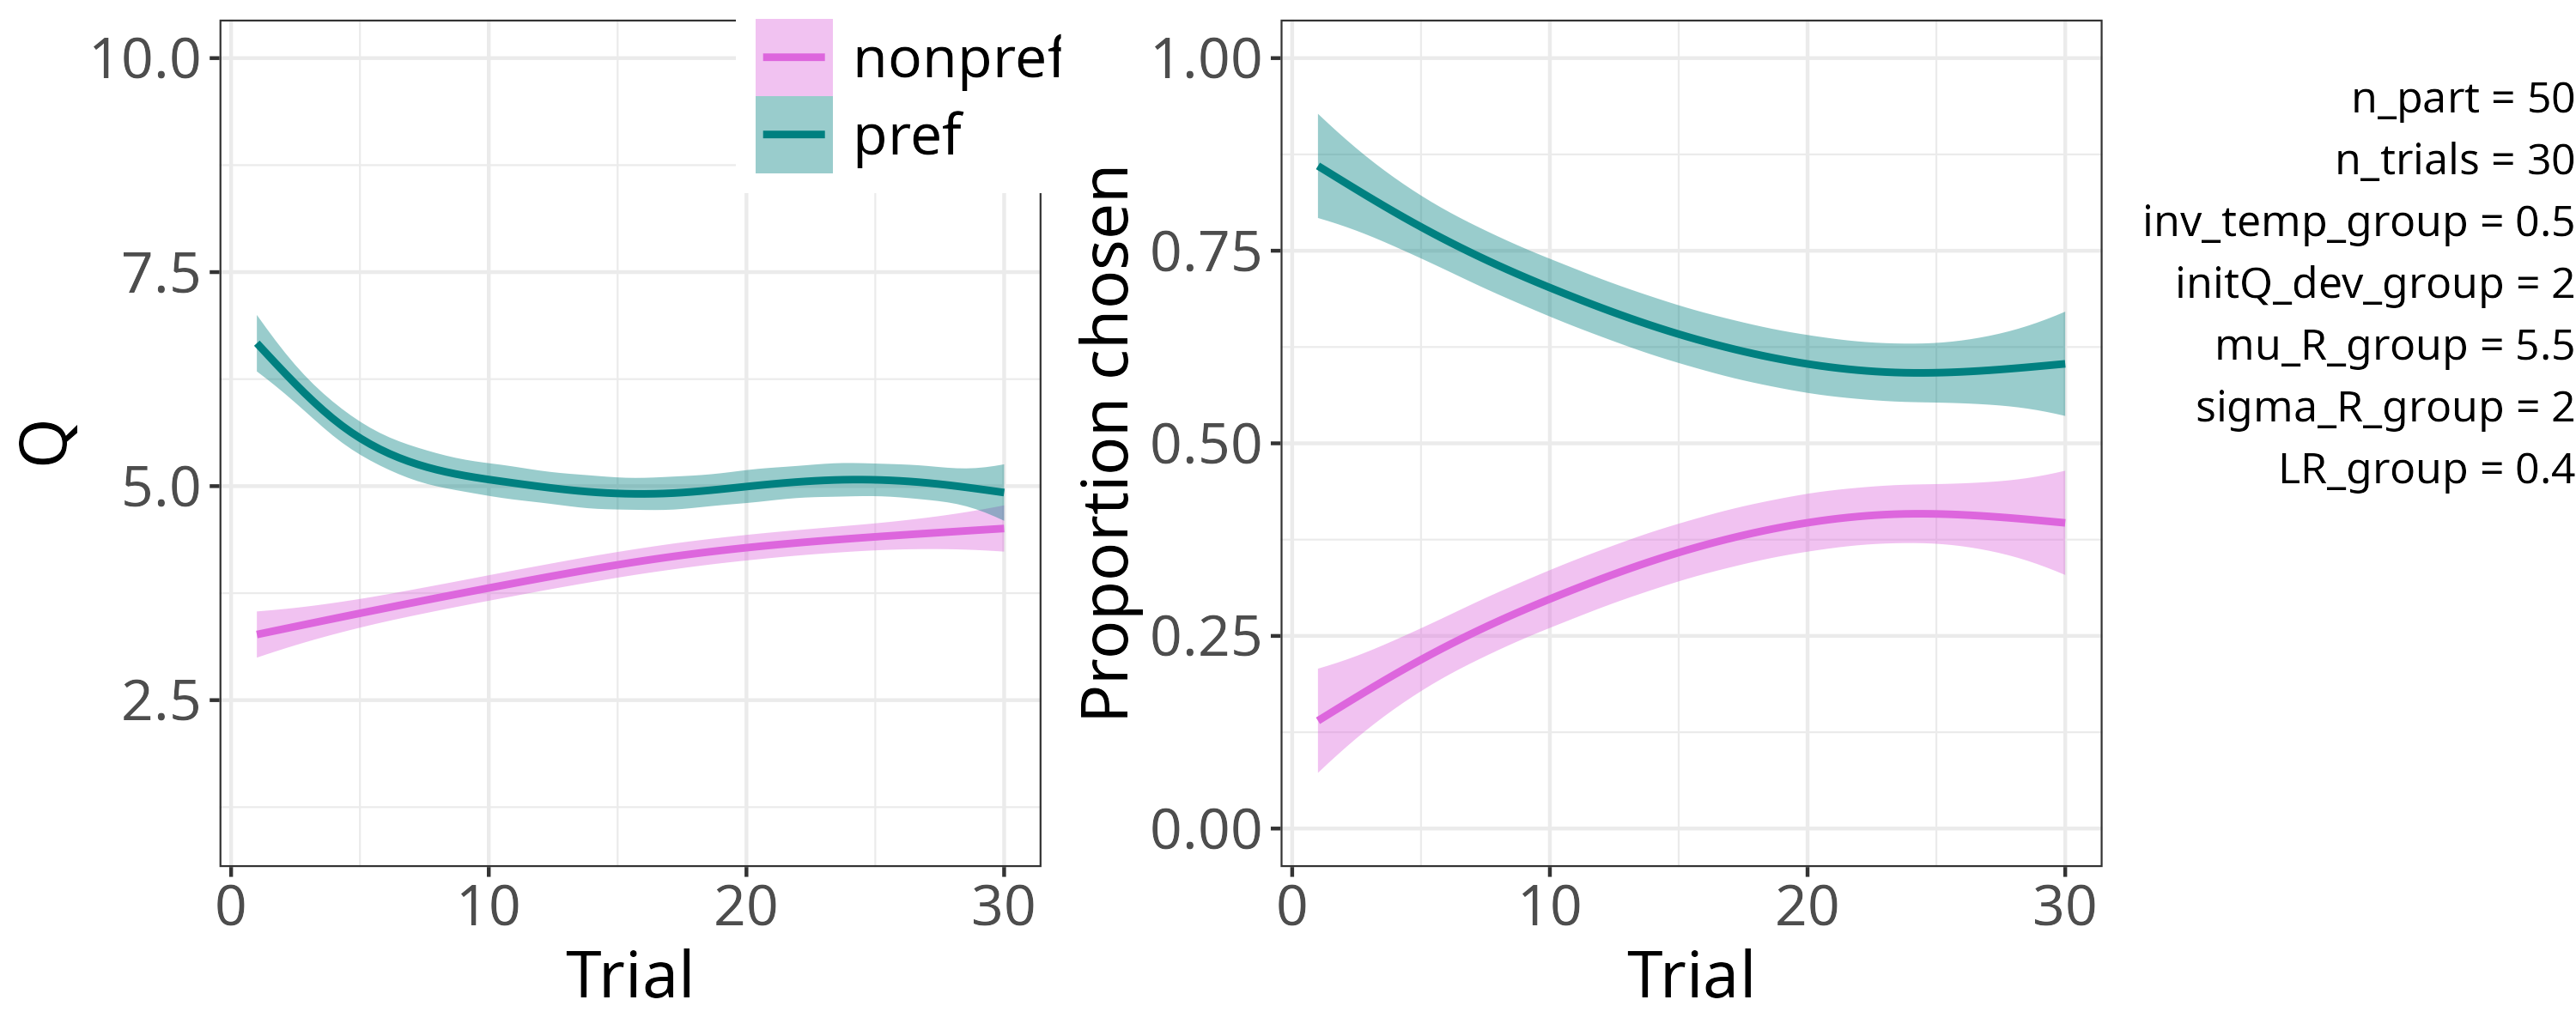 Q
10.0
7.5
5.0
2.5
0
10
20
30
Trial
nonpref
pref
Proportion chosen
1.00
0.75
0.50
0.25
0.00
0
10
20
30
Trial
n_part = 50
n_trials = 30
inv_temp_group = 0.5
initQ_dev_group = 2
mu_R_group = 5.5
sigma_R_group = 2
LR_group = 0.4